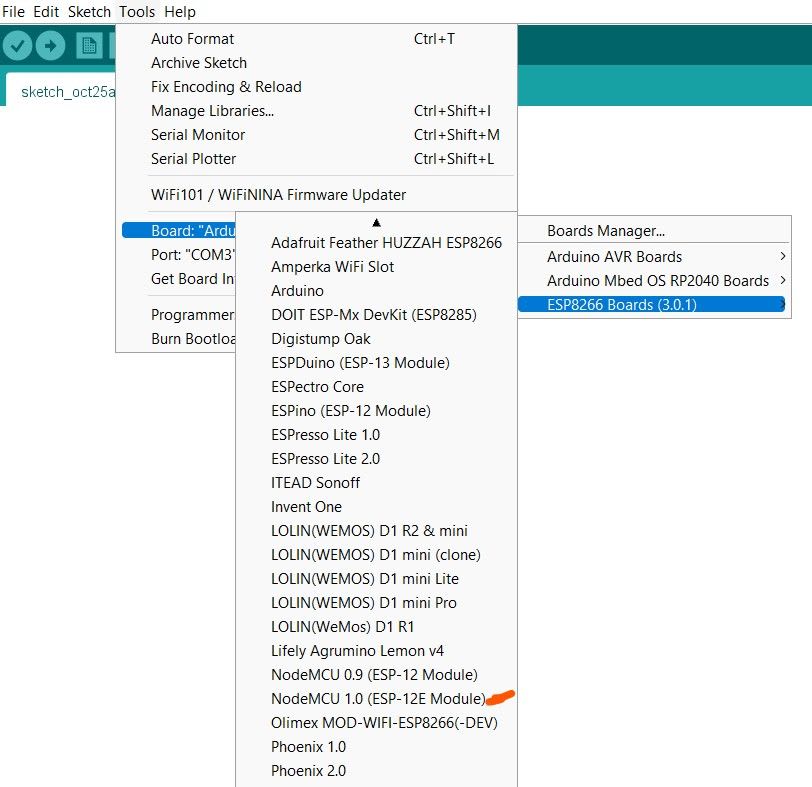 File Edit Sketch Tools Help
sketch_oct25a
Auto Format Ctrl+T
Archive Sketch
Fix Encoding & Reload
Manage Libraries... Ctrl+Shift+I
Serial Monitor Ctrl+Shift+M
Serial Plotter Ctrl+Shift+L
WiFi101 / WiFiNINA Firmware Updater
Board: "Ardu
Port: "COM3"
Get Board In
Programmer
Burn Bootloa
Adafruit Feather HUZZAH ESP8266
Amperka WiFi Slot
Arduino
DOIT ESP-Mx DevKit (ESP8285)
Digistump Oak
ESPDuino (ESP-13 Module)
ESPectro Core
ESPino (ESP-12 Module)
ESPresso Lite 1.0
ESPresso Lite 2.0
ITEAD Sonoff
Invent One
LOLIN(WEMOS) D1 R2 & mini
LOLIN(WEMOS) D1 mini (clone)
LOLIN(WEMOS) D1 mini Lite
LOLIN(WEMOS) D1 mini Pro
LOLIN(WeMos) D1 R1
Lifely Agrumino Lemon v4
NodeMCU 0.9 (ESP-12 Module)
NodeMCU 1.0 (ESP-12E Module)
Olimex MOD-WIFI-ESP8266(-DEV)
Phoenix 1.0
Phoenix 2.0
Boards Manager...
Arduino AVR Boards
Arduino Mbed OS RP2040 Boards
ESP8266 Boards (3.0.1)